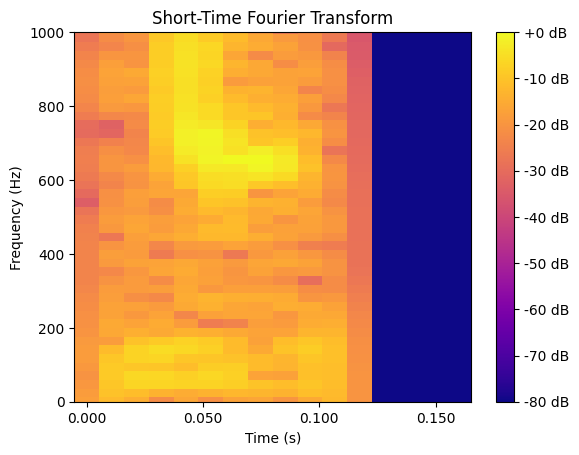 Short-Time Fourier Transform
Frequency (Hz)
1000
800
600
400
200
0
0.000
0.050
0.100
0.150
Time (s)
+0 dB
-10 dB
-20 dB
-30 dB
-40 dB
-50 dB
-60 dB
-70 dB
-80 dB